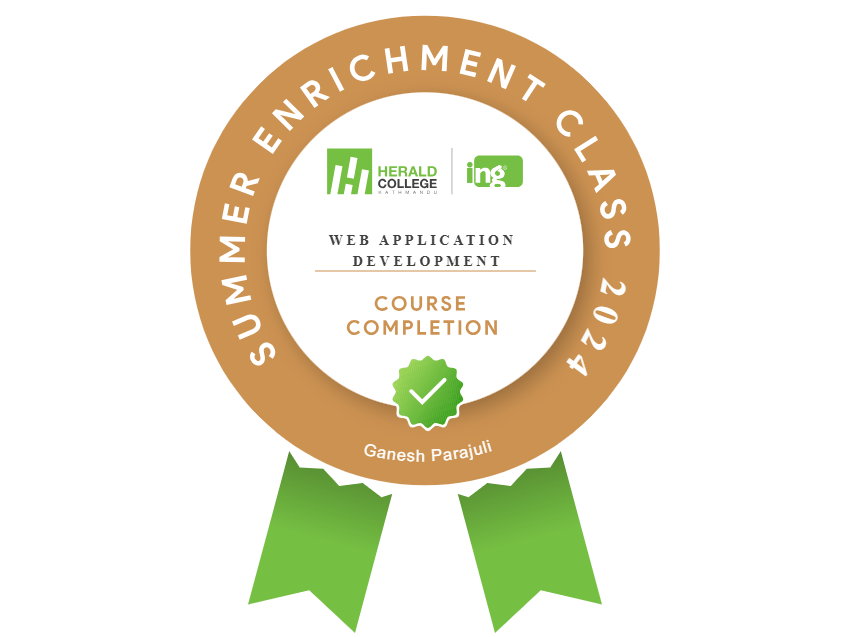 SUMMER ENRICHMENT CLASS 2024
HERALD
COLLEGE
KATHMANDU
ing
WEB APPLICATION
DEVELOPMENT
COURSE
COMPLETION
Ganesh Parajuli